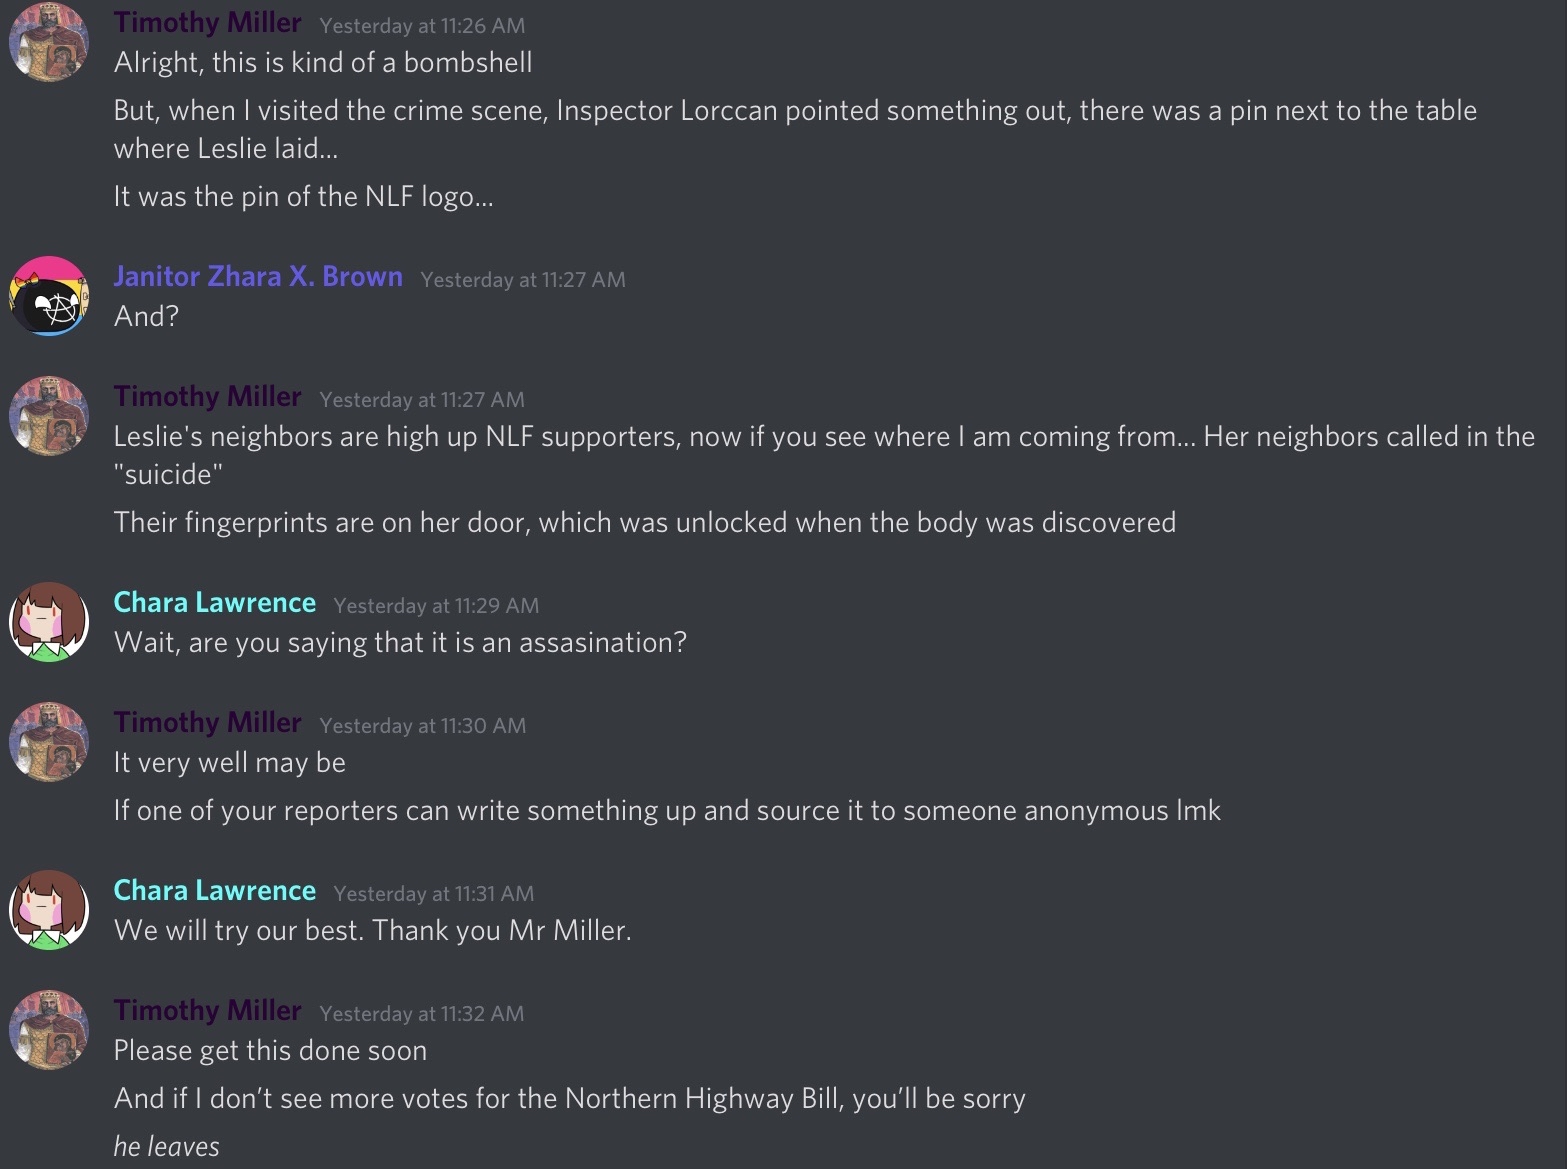 Timothy Miller Yesterday at 11:26 AM
Alright, this is kind of a bombshell
But, when I visited the crime scene, Inspector Lorccan pointed something out, there was a pin next to the table
where Leslie laid...
It was the pin of the NLF logo...
Janitor Zhara X. Brown Yesterday at 11:27 AM
And?
Timothy Miller Yesterday at 11:27 AM
Leslie's neighbors are high up NLF supporters, now if you see where I am coming from... Her neighbors called in the
"suicide"
Their fingerprints are on her door, which was unlocked when the body was discovered
Chara Lawrence Yesterday at 11:29 AM
Wait, are you saying that it is an assasination?
Timothy Miller Yesterday at 11:30 AM
It very well may be
If one of your reporters can write something up and source it to someone anonymous lmk
Chara Lawrence Yesterday at 11:31 AM
We will try our best. Thank you Mr Miller.
Timothy Miller Yesterday at 11:32 AM
Please get this done soon
And if I don’t see more votes for the Northern Highway Bill, you’ll be sorry
he leaves